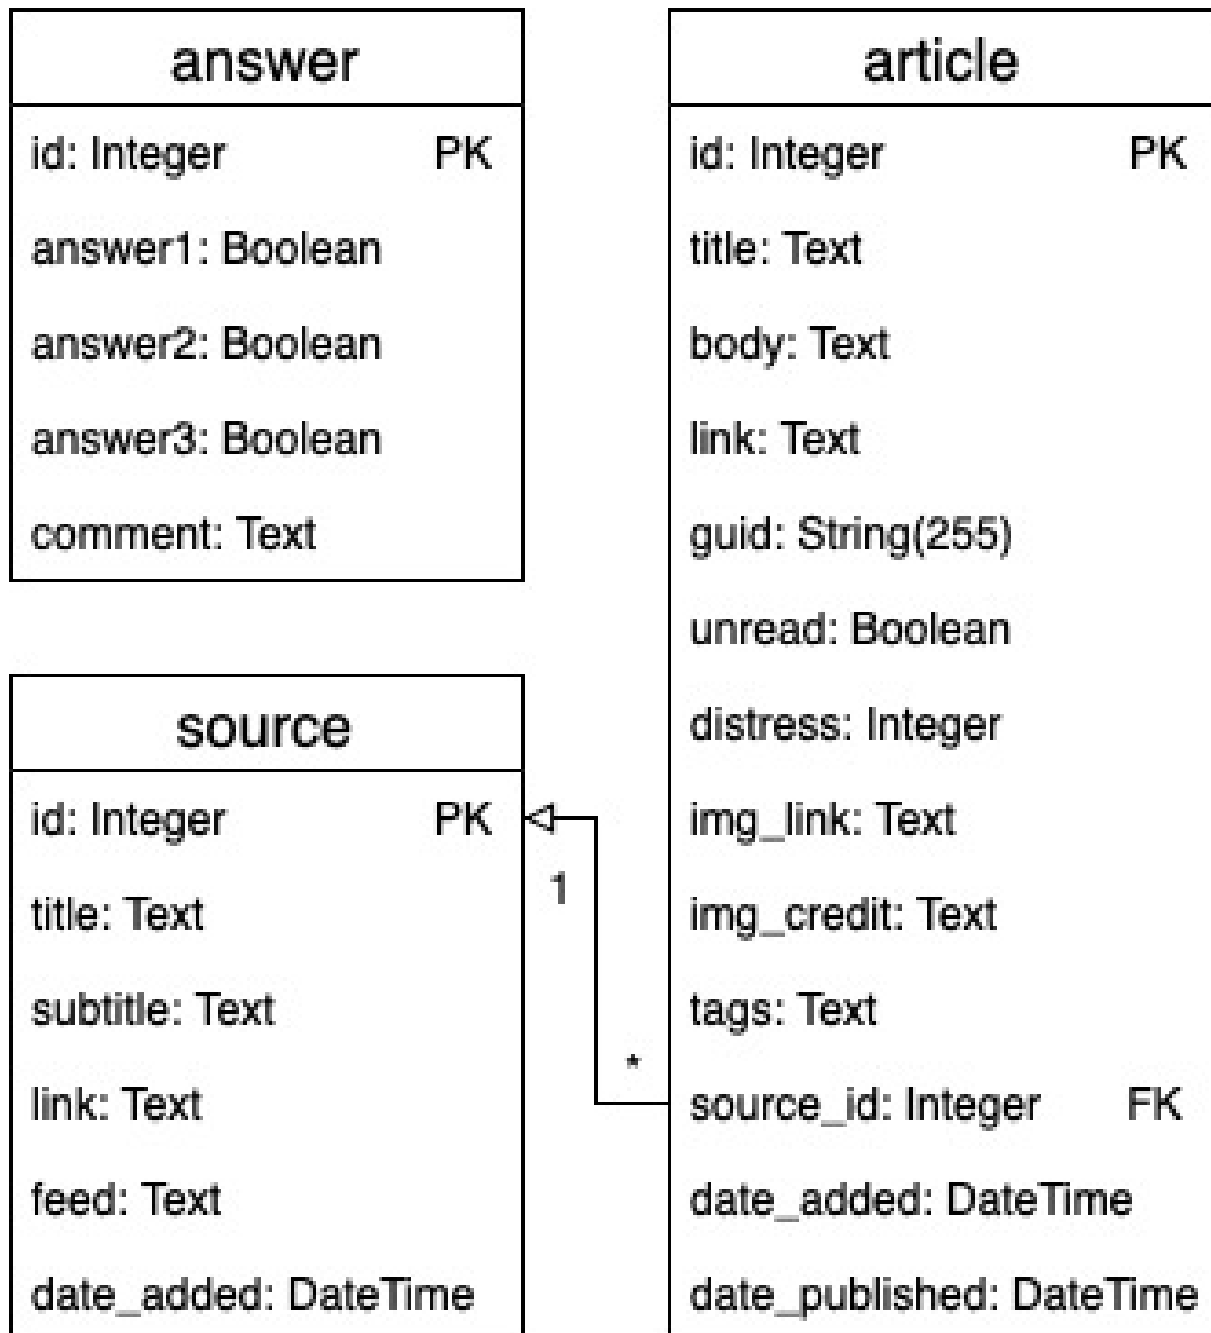 answer
id: Integer PK
answer1: Boolean
answer2: Boolean
answer3: Boolean
comment: Text
source
id: Integer PK
title: Text
subtitle: Text
link: Text
feed: Text
date_added: DateTime
1
*
article
id: Integer PK
title: Text
body: Text
link: Text
guid: String(255)
unread: Boolean
distress: Integer
img_link: Text
img_credit: Text
tags: Text
source_id: Integer FK
date_added: DateTime
date_published: DateTime